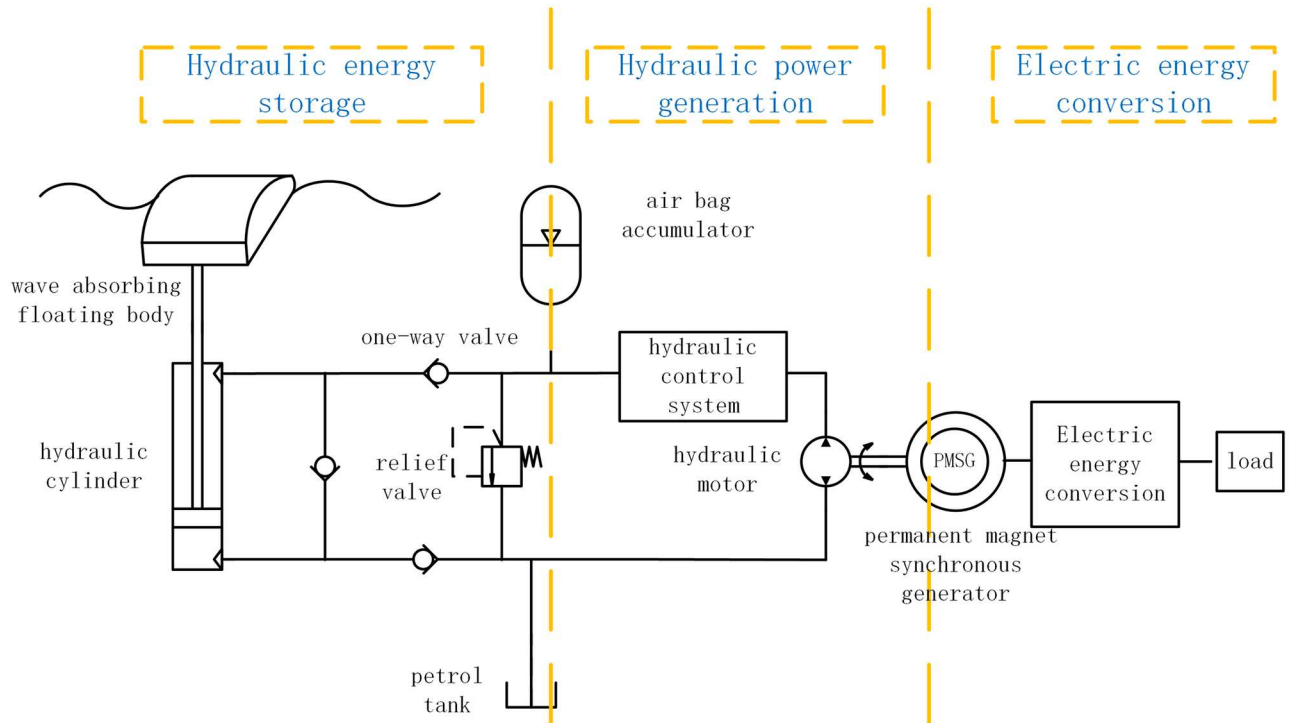 Hydraulic energy
storage
Hydraulic power
generation
Electric energy
conversion
air bag
accumulator
wave absorbing
floating body
one-way valve
hydraulic
control
system
hydraulic
cylinder
relief
valve
hydraulic
motor
PMSG
Electric
energy
conversion
load
permanent magnet
synchronous
generator
petrol
tank